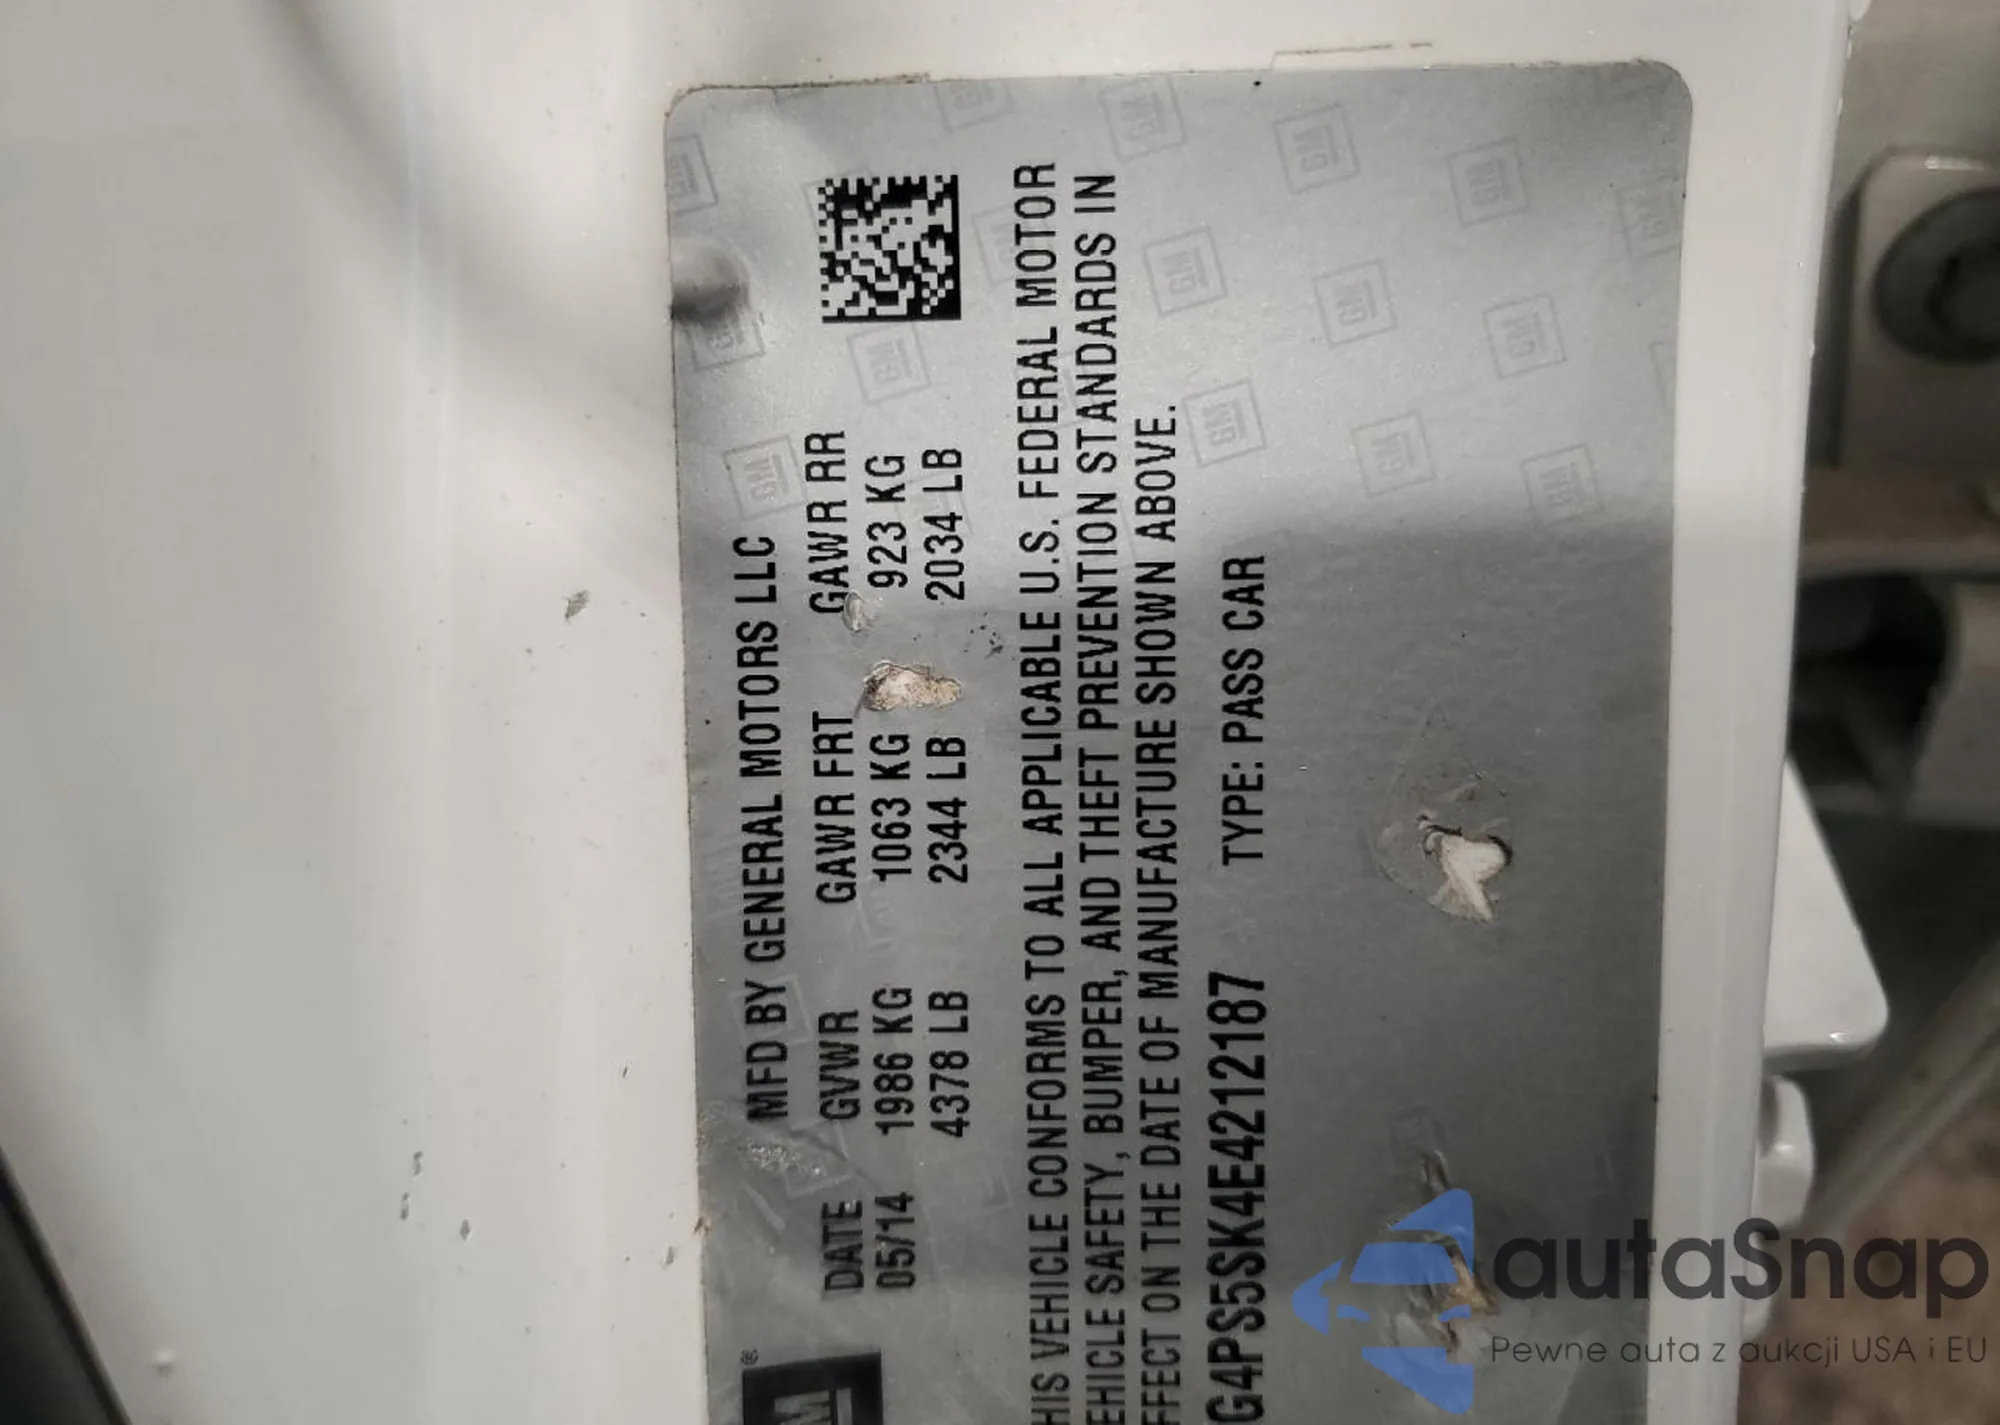 MFD BY GENERAL MOTORS LLC
DATE GVWR GAWR FRT GAWR RR
05/14 1986 KG 1063 KG 923 KG
4378 LB 2344 LB 2034 LB
HIS VEHICLE CONFORMS TO ALL APPLICABLE U.S. FEDERAL MOTOR
EHICLE SAFETY, BUMPER, AND THEFT PREVENTION STANDARDS IN
FFECT ON THE DATE OF MANUFACTURE SHOWN ABOVE.
G4PS5SK4E4212187 TYPE: PASS CAR
GM
autaSnap
Pewne auta z aukcji USA i EU